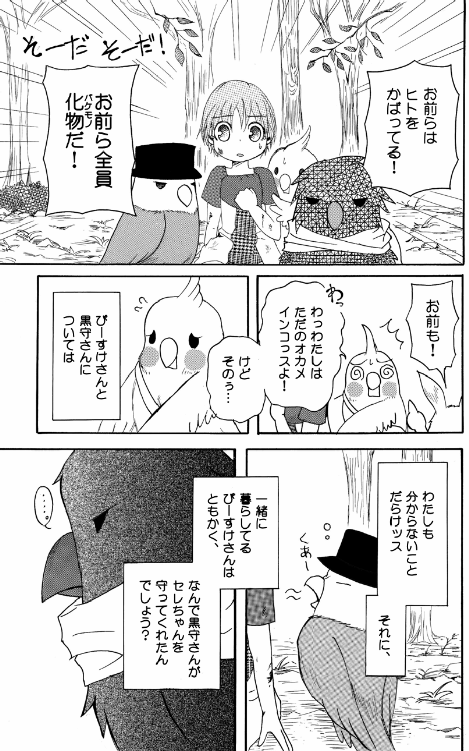 お前らは
ヒトを
かばってる!
そーだ そーだ!
お前ら全員
化物だ!
バケモノ
お前も!
わっ
わっわたしは
ただのオカメ
インコっスよ!
けど
そのぅ…
ぴーすけさんと
黒守さんに
ついては
わたしも
分からないこと
だらけッス
それに、
くあー
一緒に
暮らしてる
ぴーすけさんは
ともかく、
なんで黒守さんが
セレちゃんを
守ってくれたん
でしょう?
……。